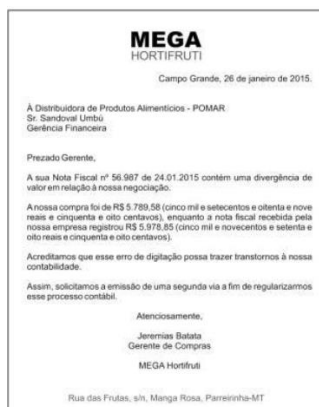 MEGA
HORTIFRUTI
Campo Grande, 26 de janeiro de 2015.
À Distribuidora de Produtos Alimentícios - POMAR
Sr. Sandoval Umbú
Gerência Financeira
Prezado Gerente,
A sua Nota Fiscal nº 56.987 de 24.01.2015 contém uma divergência de
valor em relação à nossa negociação.
A nossa compra foi de R$ 5.789,58 (cinco mil e setecentos e oitenta e nove
reais e cinquenta e oito centavos), enquanto a nota fiscal recebida pela
nossa empresa registrou R$ 5.978,85 (cinco mil e novecentos e setenta e
oito reais e cinquenta e oito centavos).
Acreditamos que esse erro de digitação possa trazer transtornos à nossa
contabilidade.
Assim, solicitamos a emissão de uma segunda via a fim de regularizarmos
esse processo contábil.
Atenciosamente,
Jeremias Batata
Gerente de Compras
MEGA Hortifruti
Rua das Frutas, s/n, Manga Rosa, Parreirinha-MT